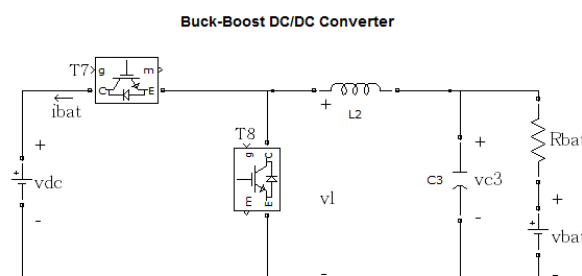 Buck-Boost DC/DC Converter
T7
g
m
C
E
ibat
+
L2
T8
g
C
E
E
+
vdc
-
vl
-
C3
+
vc3
-
Rbat
+
vbat
-